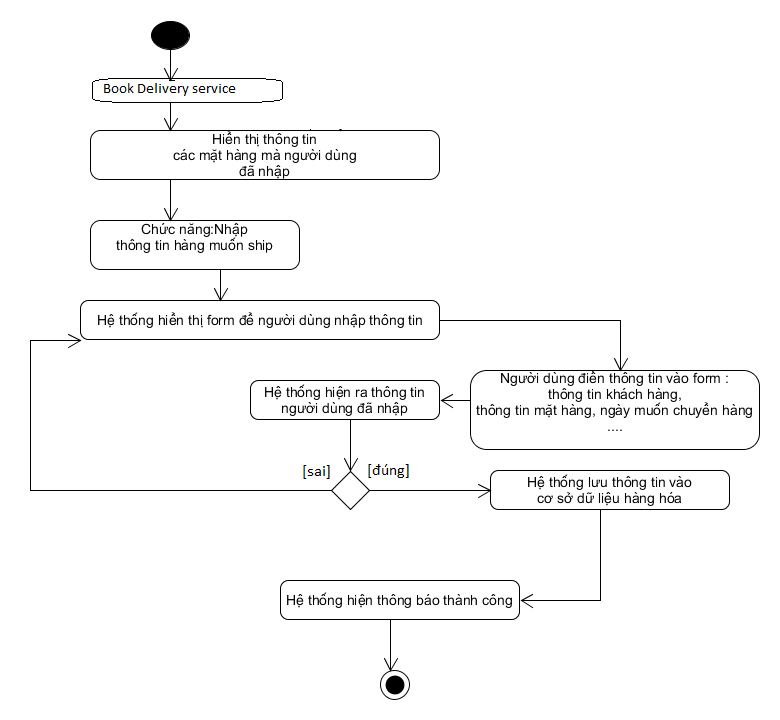 Book Delivery service
Hiển thị thông tin
các mặt hàng mà người dùng
đã nhập
Chức năng:Nhập
thông tin hàng muốn ship
Hệ thống hiển thị form để người dùng nhập thông tin
Người dùng điền thông tin vào form :
thông tin khách hàng,
thông tin mặt hàng, ngày muốn chuyển hàng
....
Hệ thống hiện ra thông tin
người dùng đã nhập
[sai]
[đúng]
Hệ thống lưu thông tin vào
cơ sở dữ liệu hàng hóa
Hệ thống hiện thông báo thành công